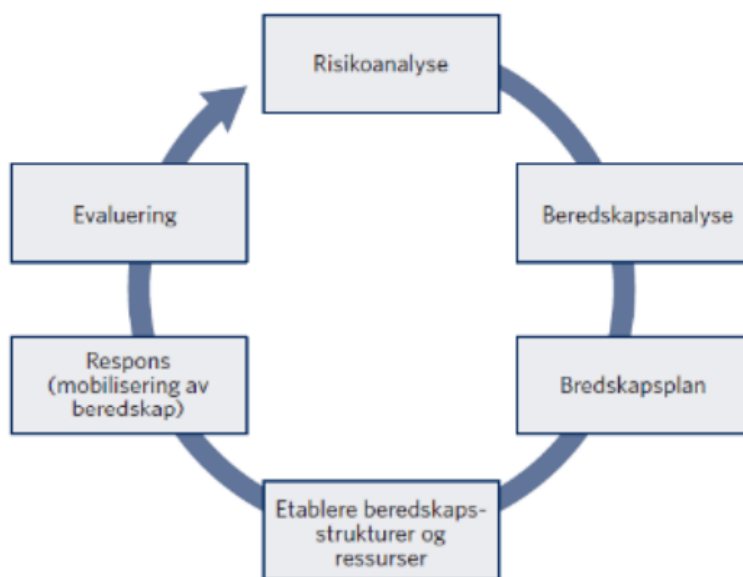 Risikoanalyse
Beredskapsanalyse
Bredskapsplan
Etablere beredskaps-
strukturer og
ressurser
Respons
(mobilisering av
beredskap)
Evaluering